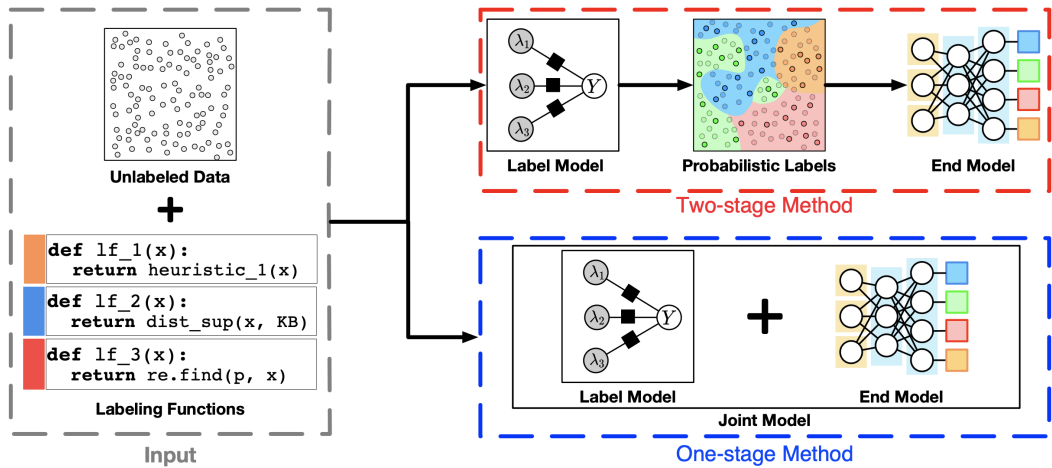 Unlabeled Data
+
def lf_1(x):
return heuristic_1(x)
def lf_2(x):
return dist_sup(x, KB)
def lf_3(x):
return re.find(p, x)
Labeling Functions
Input
λ1
λ2
λ3
Y
Label Model
Probabilistic Labels
End Model
Two-stage Method
λ1
λ2
λ3
Y
Label Model
+
End Model
Joint Model
One-stage Method